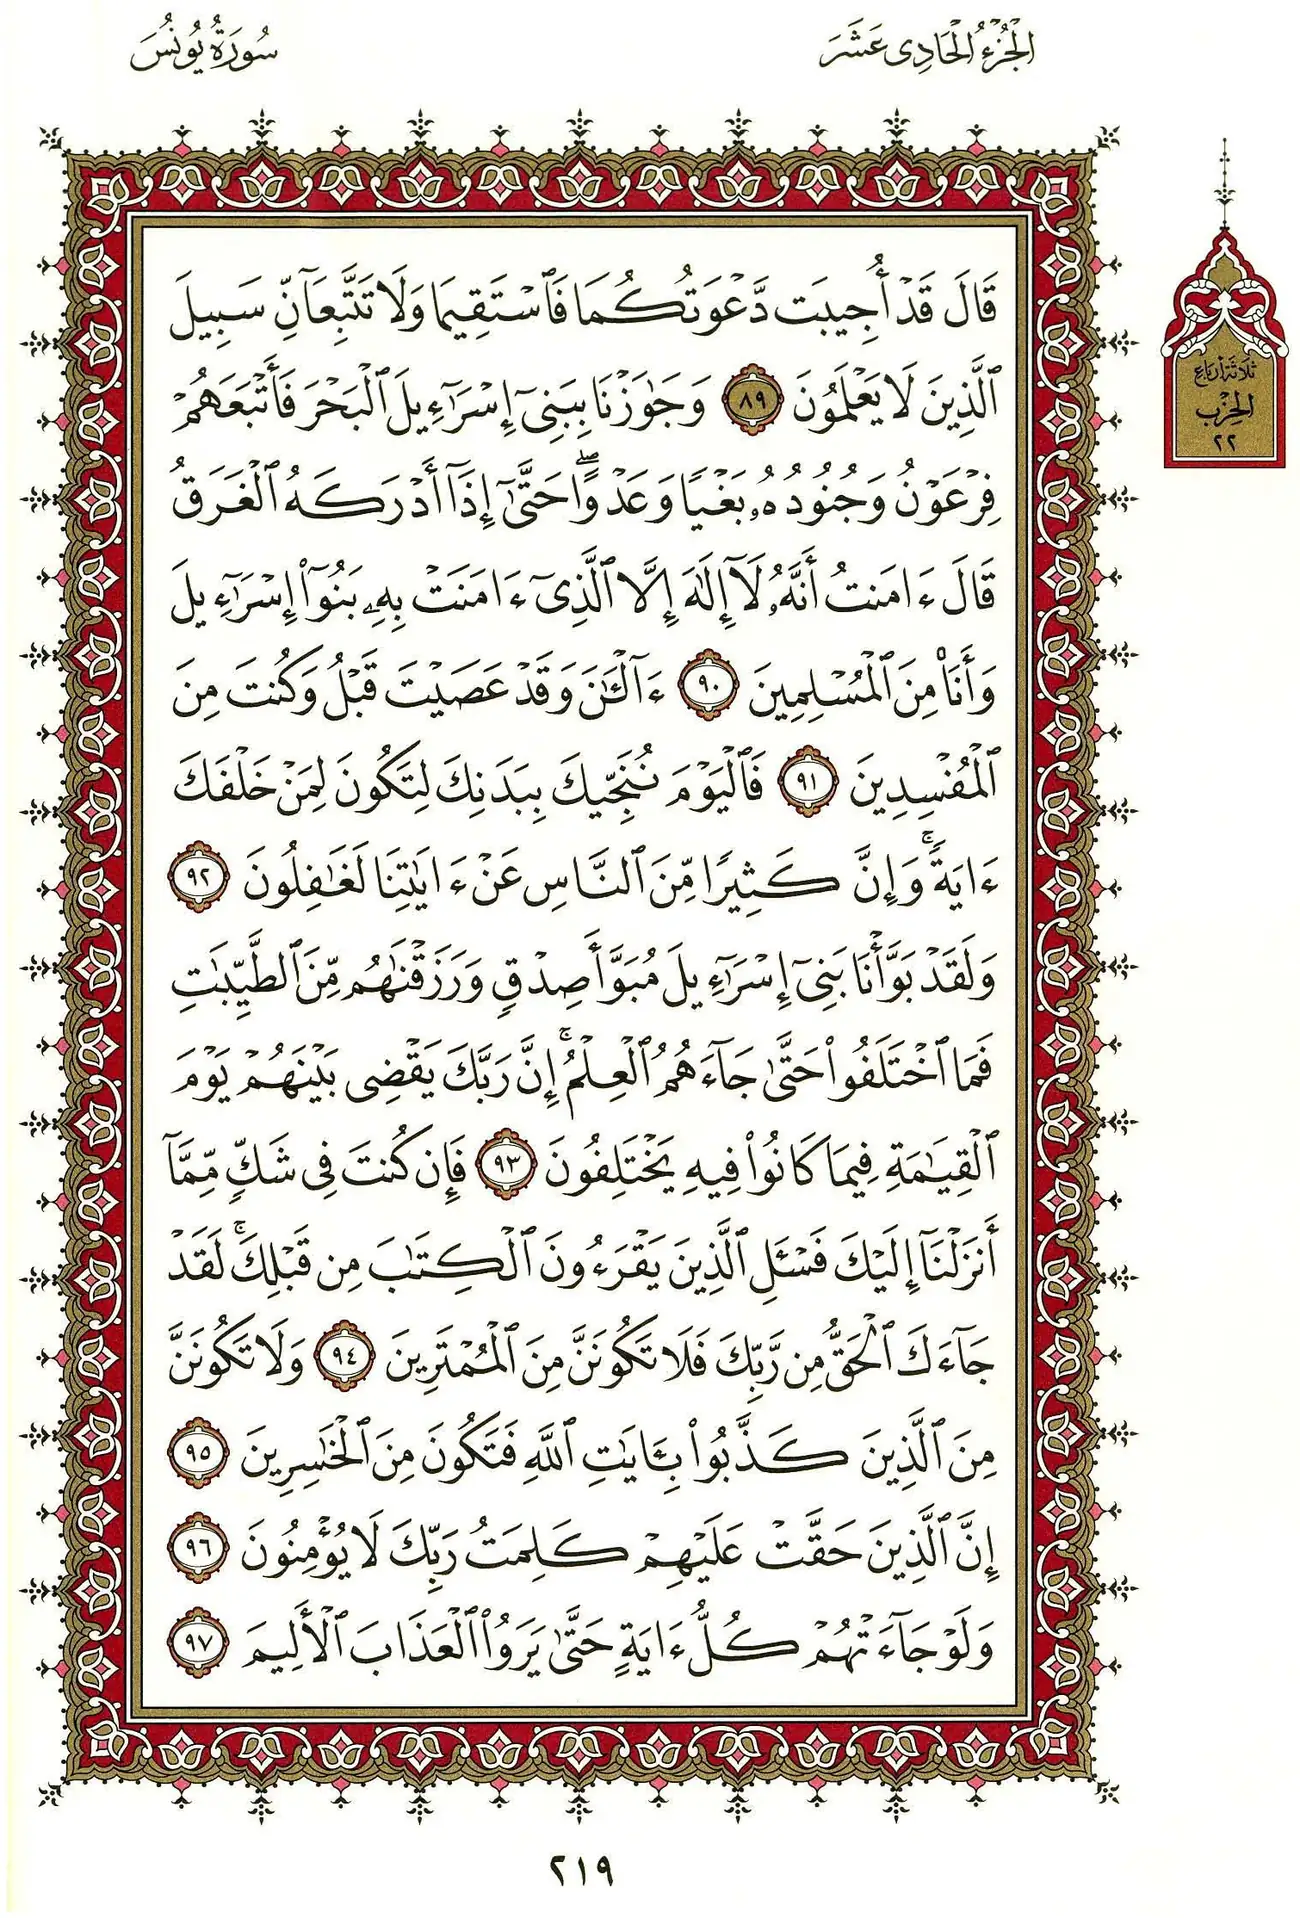 الجزء الحادي عشر
سورة يونس
ثلاثة أرباع
الحزب
٢٢
قَالَ قَدْ أُجِيبَت دَّعْوَتُكُمَا فَٱسْتَقِيمَا وَلَا تَتَّبِعَآنِّ سَبِيلَ
ٱلَّذِينَ لَا يَعْلَمُونَ ٨٩ وَجَٰوَزْنَا بِبَنِىٓ إِسْرَٰٓءِيلَ ٱلْبَحْرَ فَأَتْبَعَهُمْ
فِرْعَوْنُ وَجُنُودُهُۥ بَغْيًا وَعَدْوًا ۖ حَتَّىٰٓ إِذَآ أَدْرَكَهُ ٱلْغَرَقُ
قَالَ ءَامَنتُ أَنَّهُۥ لَآ إِلَٰهَ إِلَّا ٱلَّذِىٓ ءَامَنَتْ بِهِۦ بَنُوٓا۟ إِسْرَٰٓءِيلَ
وَأَنَا۠ مِنَ ٱلْمُسْلِمِينَ ٩٠ ءَآلْـَٰٔنَ وَقَدْ عَصَيْتَ قَبْلُ وَكُنتَ مِنَ
ٱلْمُفْسِدِينَ ٩١ فَٱلْيَوْمَ نُنَجِّيكَ بِبَدَنِكَ لِتَكُونَ لِمَنْ خَلْفَكَ
ءَايَةً ۚ وَإِنَّ كَثِيرًا مِّنَ ٱلنَّاسِ عَنْ ءَايَٰتِنَا لَغَٰفِلُونَ ٩٢
وَلَقَدْ بَوَّأْنَا بَنِىٓ إِسْرَٰٓءِيلَ مُبَوَّأَ صِدْقٍ وَرَزَقْنَٰهُم مِّنَ ٱلطَّيِّبَٰتِ
فَمَا ٱخْتَلَفُوا۟ حَتَّىٰ جَآءَهُمُ ٱلْعِلْمُ ۚ إِنَّ رَبَّكَ يَقْضِى بَيْنَهُمْ يَوْمَ
ٱلْقِيَٰمَةِ فِيمَا كَانُوا۟ فِيهِ يَخْتَلِفُونَ ٩٣ فَإِن كُنتَ فِى شَكٍّ مِّمَّآ
أَنزَلْنَآ إِلَيْكَ فَسْـَٔلِ ٱلَّذِينَ يَقْرَءُونَ ٱلْكِتَٰبَ مِن قَبْلِكَ ۚ لَقَدْ
جَآءَكَ ٱلْحَقُّ مِن رَّبِّكَ فَلَا تَكُونَنَّ مِنَ ٱلْمُمْتَرِينَ ٩٤ وَلَا تَكُونَنَّ
مِنَ ٱلَّذِينَ كَذَّبُوا۟ بِـَٔايَٰتِ ٱللَّهِ فَتَكُونَ مِنَ ٱلْخَٰسِرِينَ ٩٥
إِنَّ ٱلَّذِينَ حَقَّتْ عَلَيْهِمْ كَلِمَتُ رَبِّكَ لَا يُؤْمِنُونَ ٩٦
وَلَوْ جَآءَتْهُمْ كُلُّ ءَايَةٍ حَتَّىٰ يَرَوُا۟ ٱلْعَذَابَ ٱلْأَلِيمَ ٩٧
٢١٩